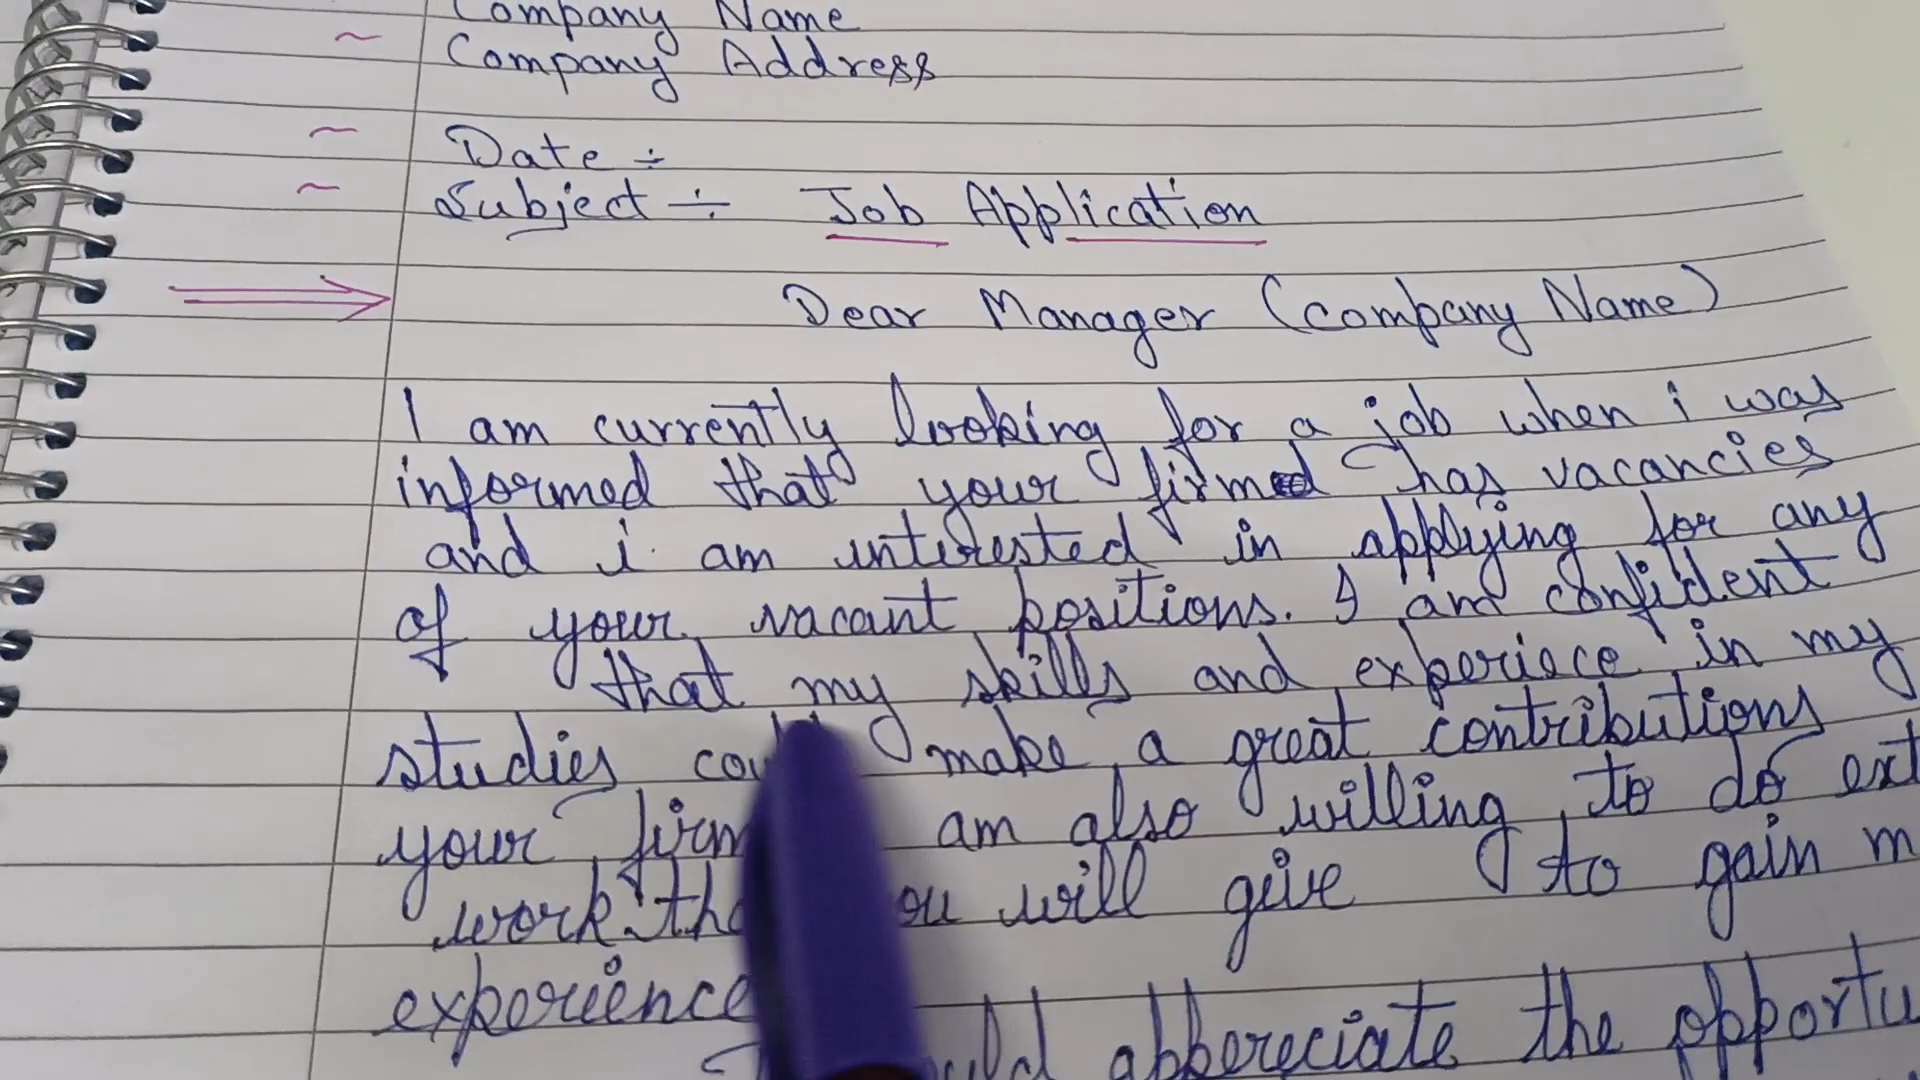 Company Name
Company Address
Date ÷
Subject ÷ Job Application
Dear Manager (Company Name)
I am currently looking for a job when i was
informed that your firmed has vacancies
and i am interested in applying for any
of your vacant positions. I am confident
that my skills and experiece in my
studies make a great contributions
your firm am also willing to do
work will give to gain
experience
appereciate the